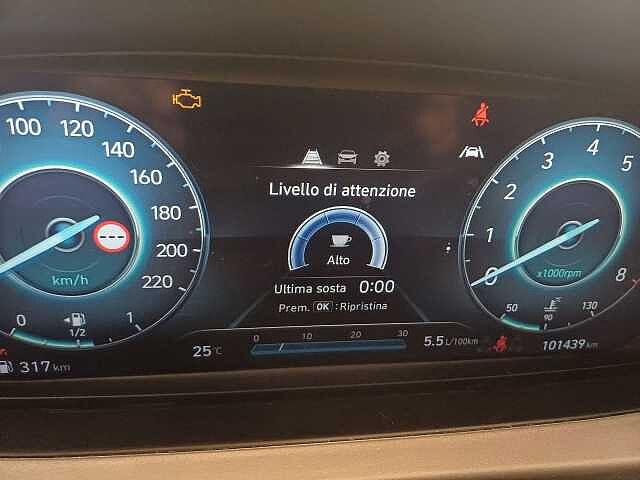 100
120
140
160
180
200
220
km/h
0
1/2
1
317 km
Livello di attenzione
Alto
Ultima sosta 0:00
Prem. OK : Ripristina
25°C
0 10 20 30
5.5 L/100km
0
1
2
3
4
5
8
x1000rpm
50
90
130
101439 km